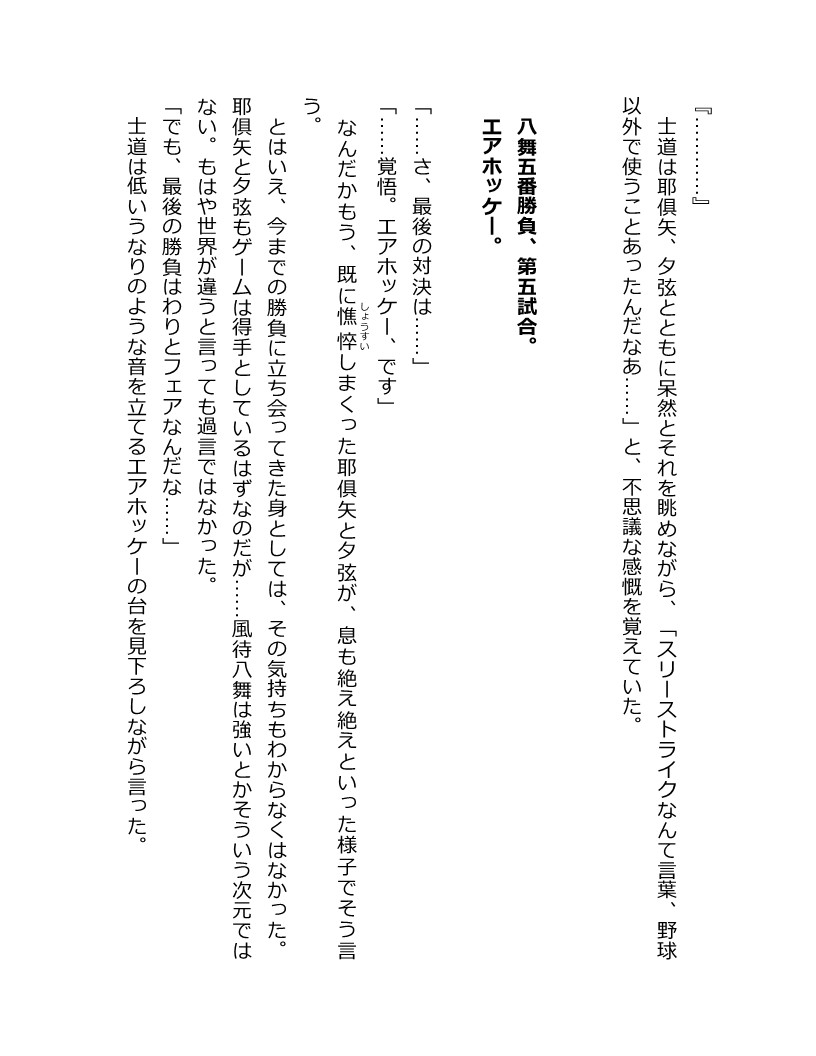 『…………』
　士道は耶倶矢、夕弦とともに呆然とそれを眺めながら、「スリーストライクなんて言葉、野球
以外で使うことあったんだなあ……」と、不思議な感慨を覚えていた。
八舞五番勝負、第五試合。
エアホッケー。
「……さ、最後の対決は……」
「……覚悟。エアホッケー、です」
　なんだかもう、既に憔悴しまくった耶倶矢と夕弦が、息も絶え絶えといった様子でそう言
しょうすい
う。
　とはいえ、今までの勝負に立ち会ってきた身としては、その気持ちもわからなくはなかった。
耶倶矢と夕弦もゲームは得手としているはずなのだが……風待八舞は強いとかそういう次元では
ない。もはや世界が違うと言っても過言ではなかった。
「でも、最後の勝負はわりとフェアなんだな……」
　士道は低いうなりのような音を立てるエアホッケーの台を見下ろしながら言った。